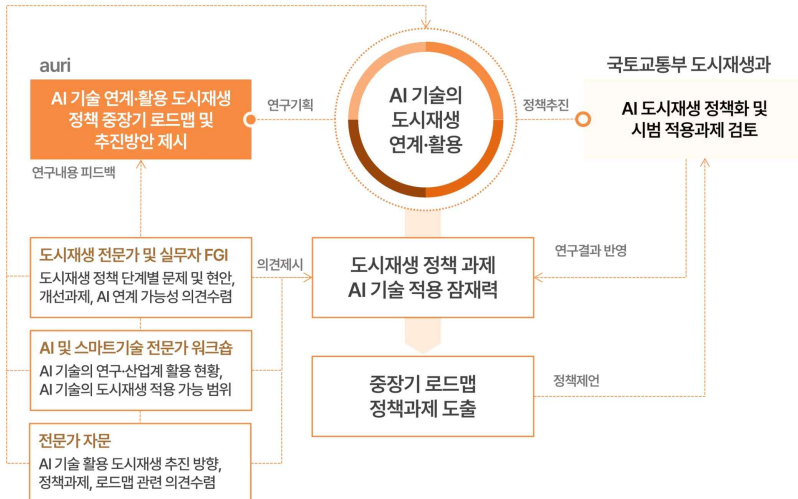 auri
AI 기술 연계·활용 도시재생
정책 중장기 로드맵 및
추진방안 제시
연구기획
AI 기술의
도시재생
연계·활용
정책추진
국토교통부 도시재생과
AI 도시재생 정책화 및
시범 적용과제 검토
연구내용 피드백
도시재생 전문가 및 실무자 FGI
도시재생 정책 단계별 문제 및 현안,
개선과제, AI 연계 가능성 의견수렴
의견제시
도시재생 정책 과제
AI 기술 적용 잠재력
연구결과 반영
AI 및 스마트기술 전문가 워크숍
AI 기술의 연구·산업계 활용 현황,
AI 기술의 도시재생 적용 가능 범위
중장기 로드맵
정책과제 도출
정책제언
전문가 자문
AI 기술 활용 도시재생 추진 방향,
정책과제, 로드맵 관련 의견수렴